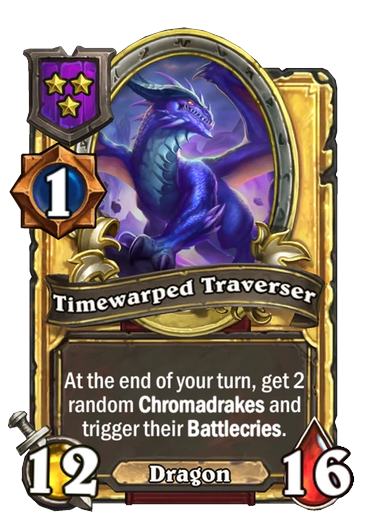 1
Timewarped Traverser
At the end of your turn, get 2
random Chromadrakes and
trigger their Battlecries.
12
Dragon
16